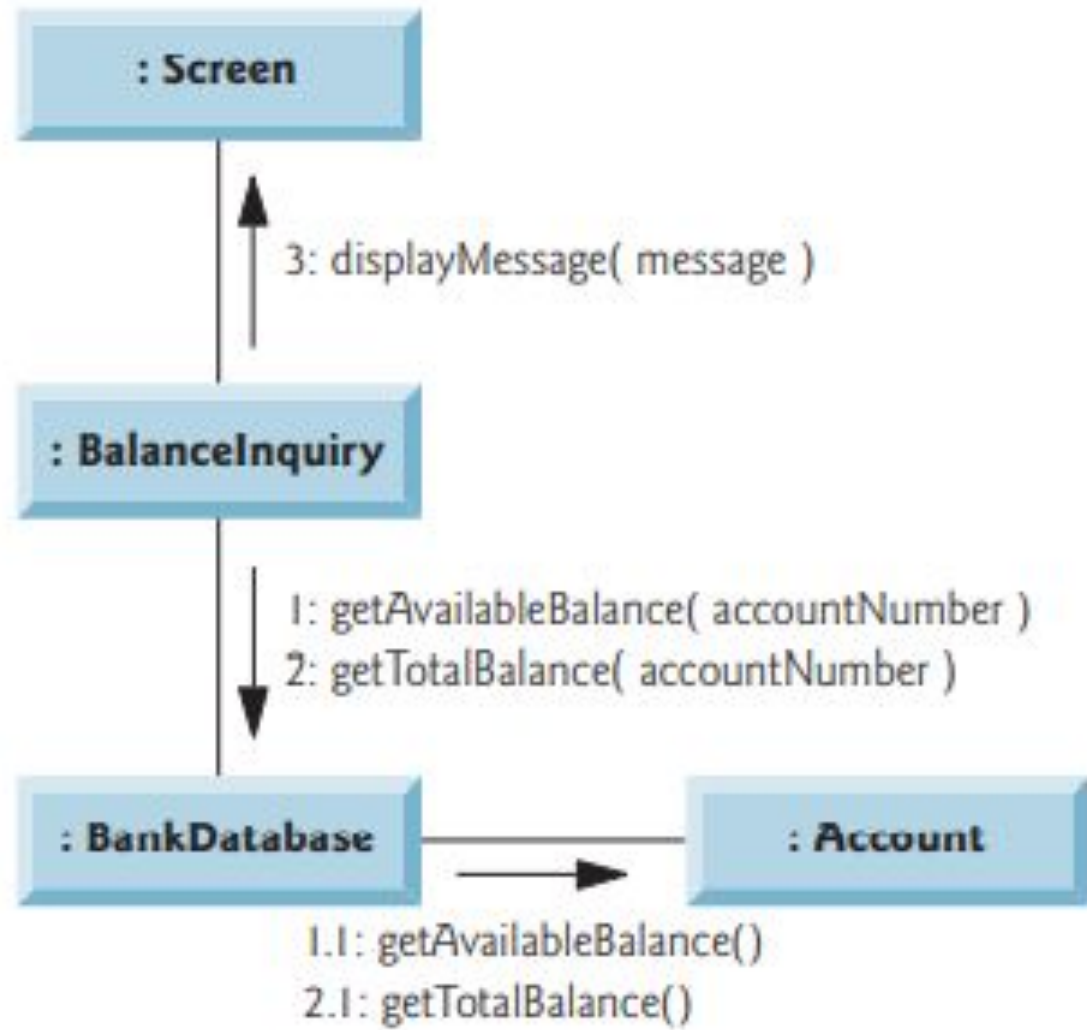 : Screen
3: displayMessage( message )
: BalanceInquiry
1: getAvailableBalance( accountNumber )
2: getTotalBalance( accountNumber )
: BankDatabase
: Account
1.1: getAvailableBalance()
2.1: getTotalBalance()